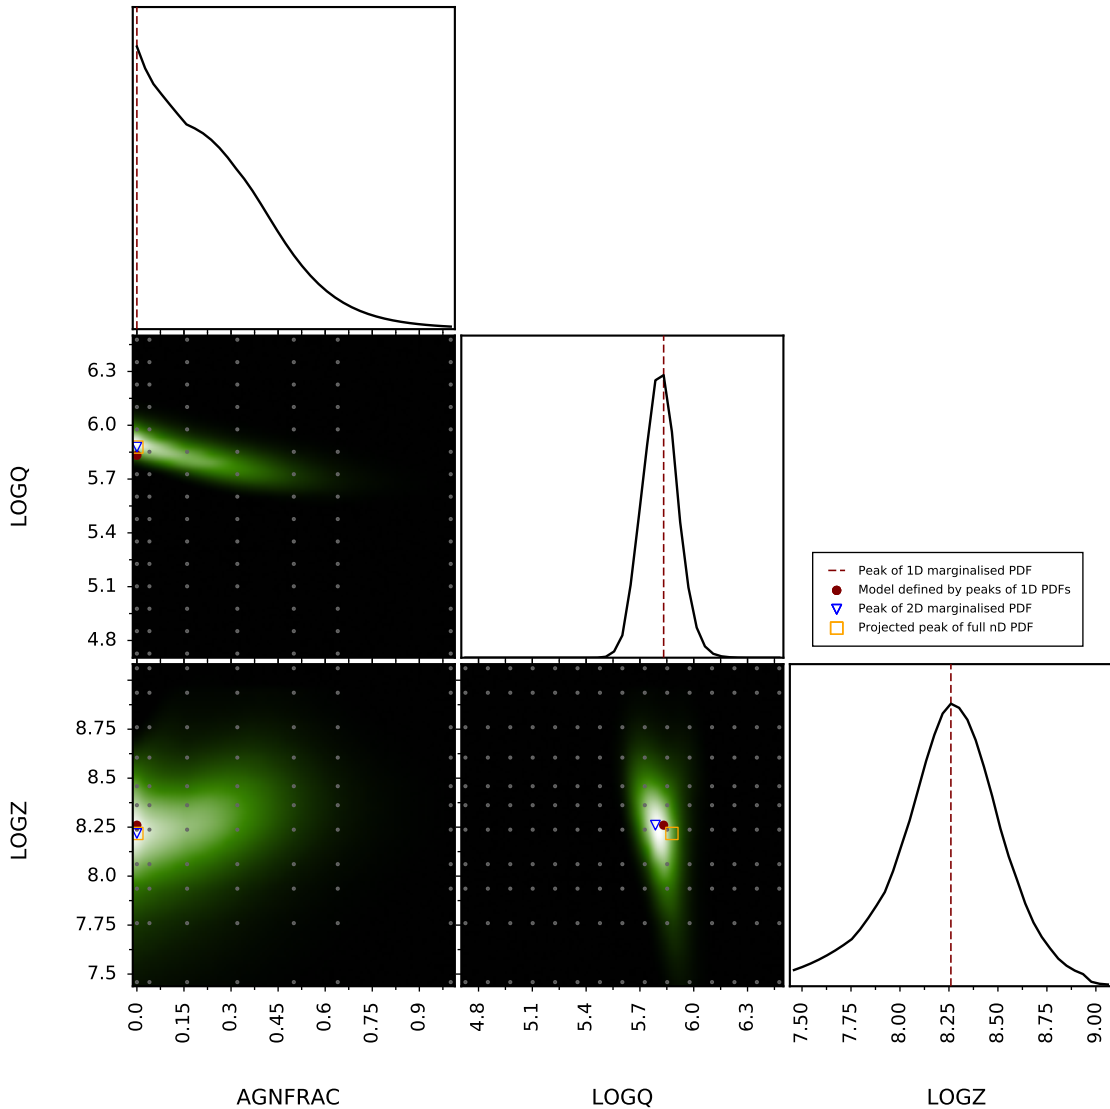 6.3
6.0
5.7
5.4
5.1
4.8
LOGQ
Peak of 1D marginalised PDF
Model defined by peaks of 1D PDFs
Peak of 2D marginalised PDF
Projected peak of full nD PDF
8.75
8.5
8.25
8.0
7.75
7.5
LOGZ
0.0 0.15 0.3 0.45 0.6 0.75 0.9
4.8 5.1 5.4 5.7 6.0 6.3
7.50 7.75 8.00 8.25 8.50 8.75 9.00
AGNFRAC LOGQ LOGZ